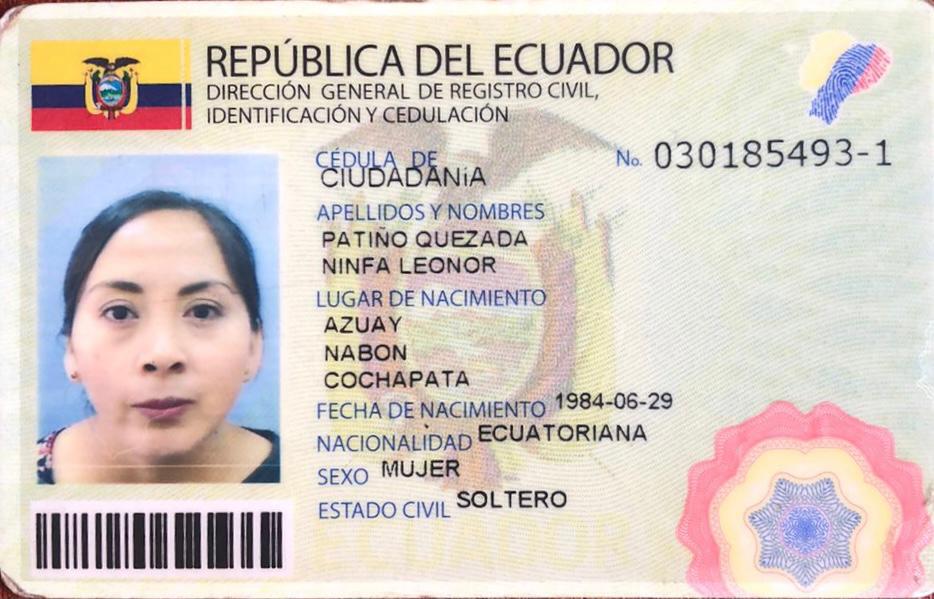 REPÚBLICA DEL ECUADOR
DIRECCIÓN GENERAL DE REGISTRO CIVIL,
IDENTIFICACIÓN Y CEDULACIÓN
CÉDULA DE
CIUDADANiA
No. 030185493-1
APELLIDOS Y NOMBRES
PATIÑO QUEZADA
NINFA LEONOR
LUGAR DE NACIMIENTO
AZUAY
NABON
COCHAPATA
FECHA DE NACIMIENTO 1984-06-29
NACIONALIDAD ECUATORIANA
SEXO MUJER
ESTADO CIVIL SOLTERO
ECUADOR